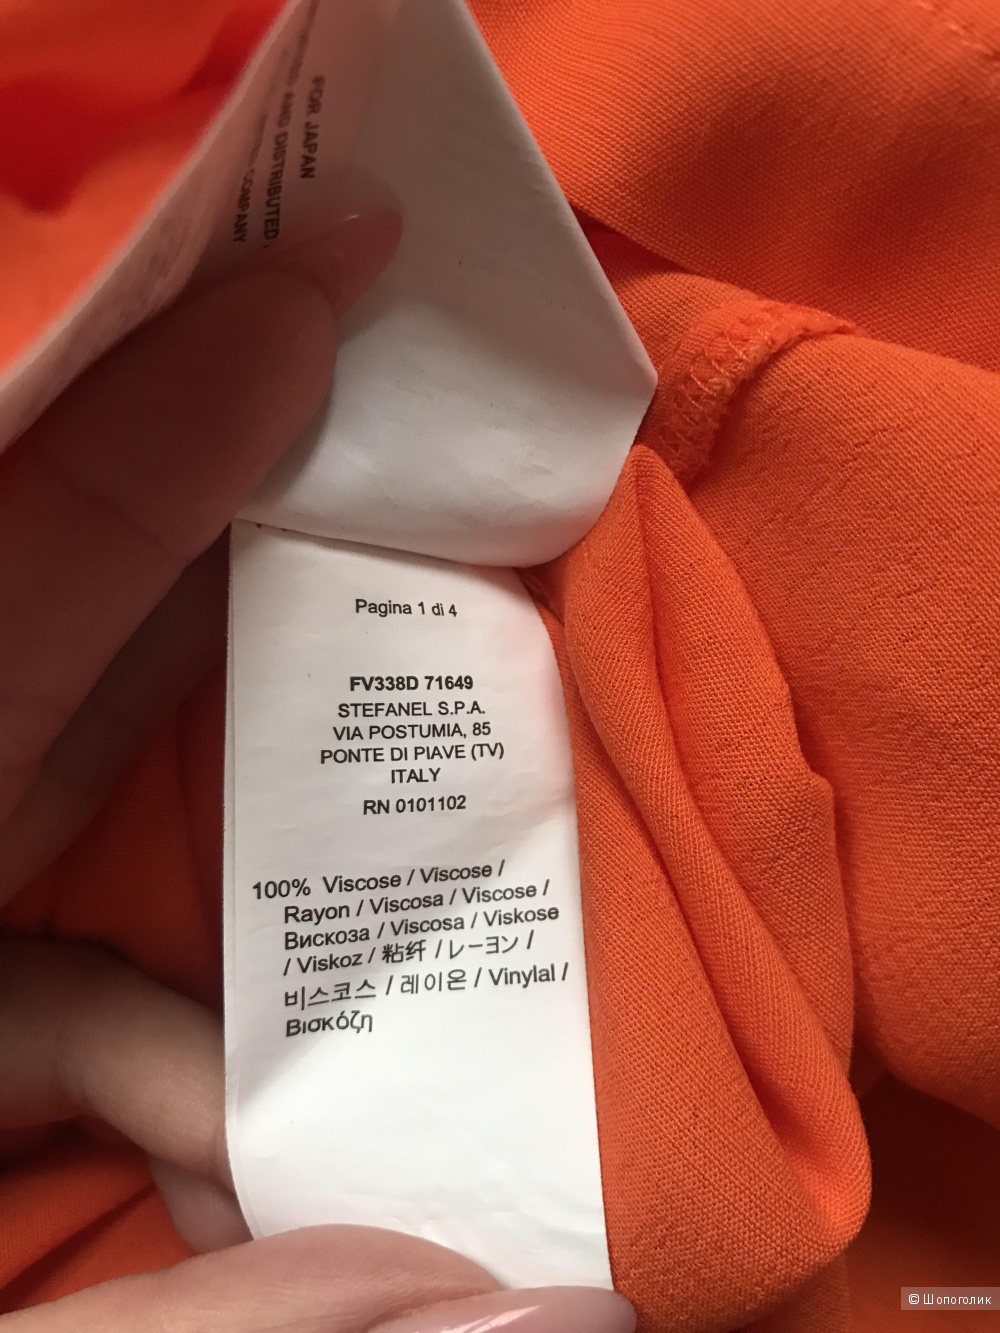 FOR JAPAN
AND DISTRIBUTED
COMPANY
Pagina 1 di 4
FV338D 71649
STEFANEL S.P.A.
VIA POSTUMIA, 85
PONTE DI PIAVE (TV)
ITALY
RN 0101102
100% Viscose / Viscose /
Rayon / Viscosa / Viscose /
Вискоза / Viscosa / Viskose
/ Viskoz / 粘纤 / レーヨン /
비스코스 / 레이온 / Vinylal /
Βισκόζη
© Шопоголик